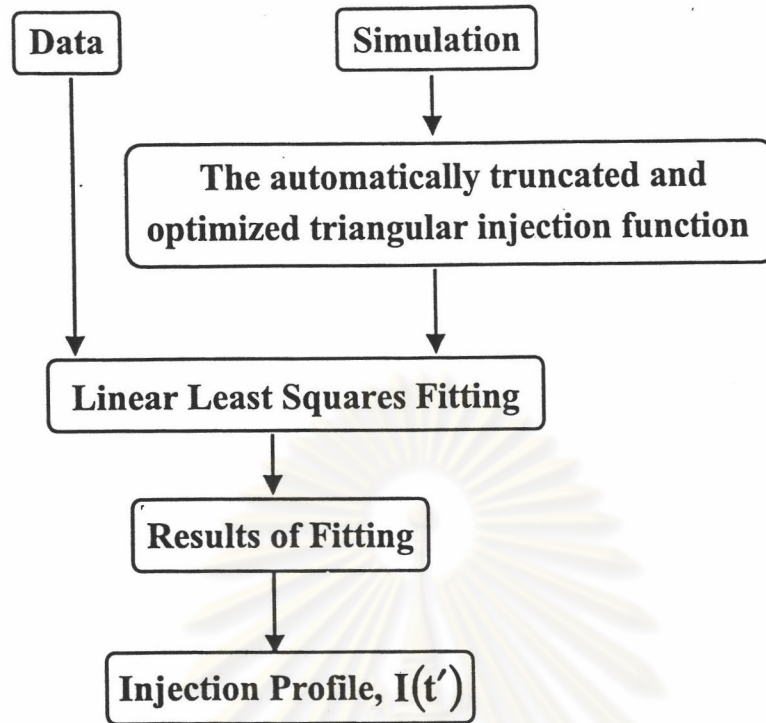 Data
Simulation
The automatically truncated and
optimized triangular injection function
Linear Least Squares Fitting
Results of Fitting
Injection Profile, I(t′)